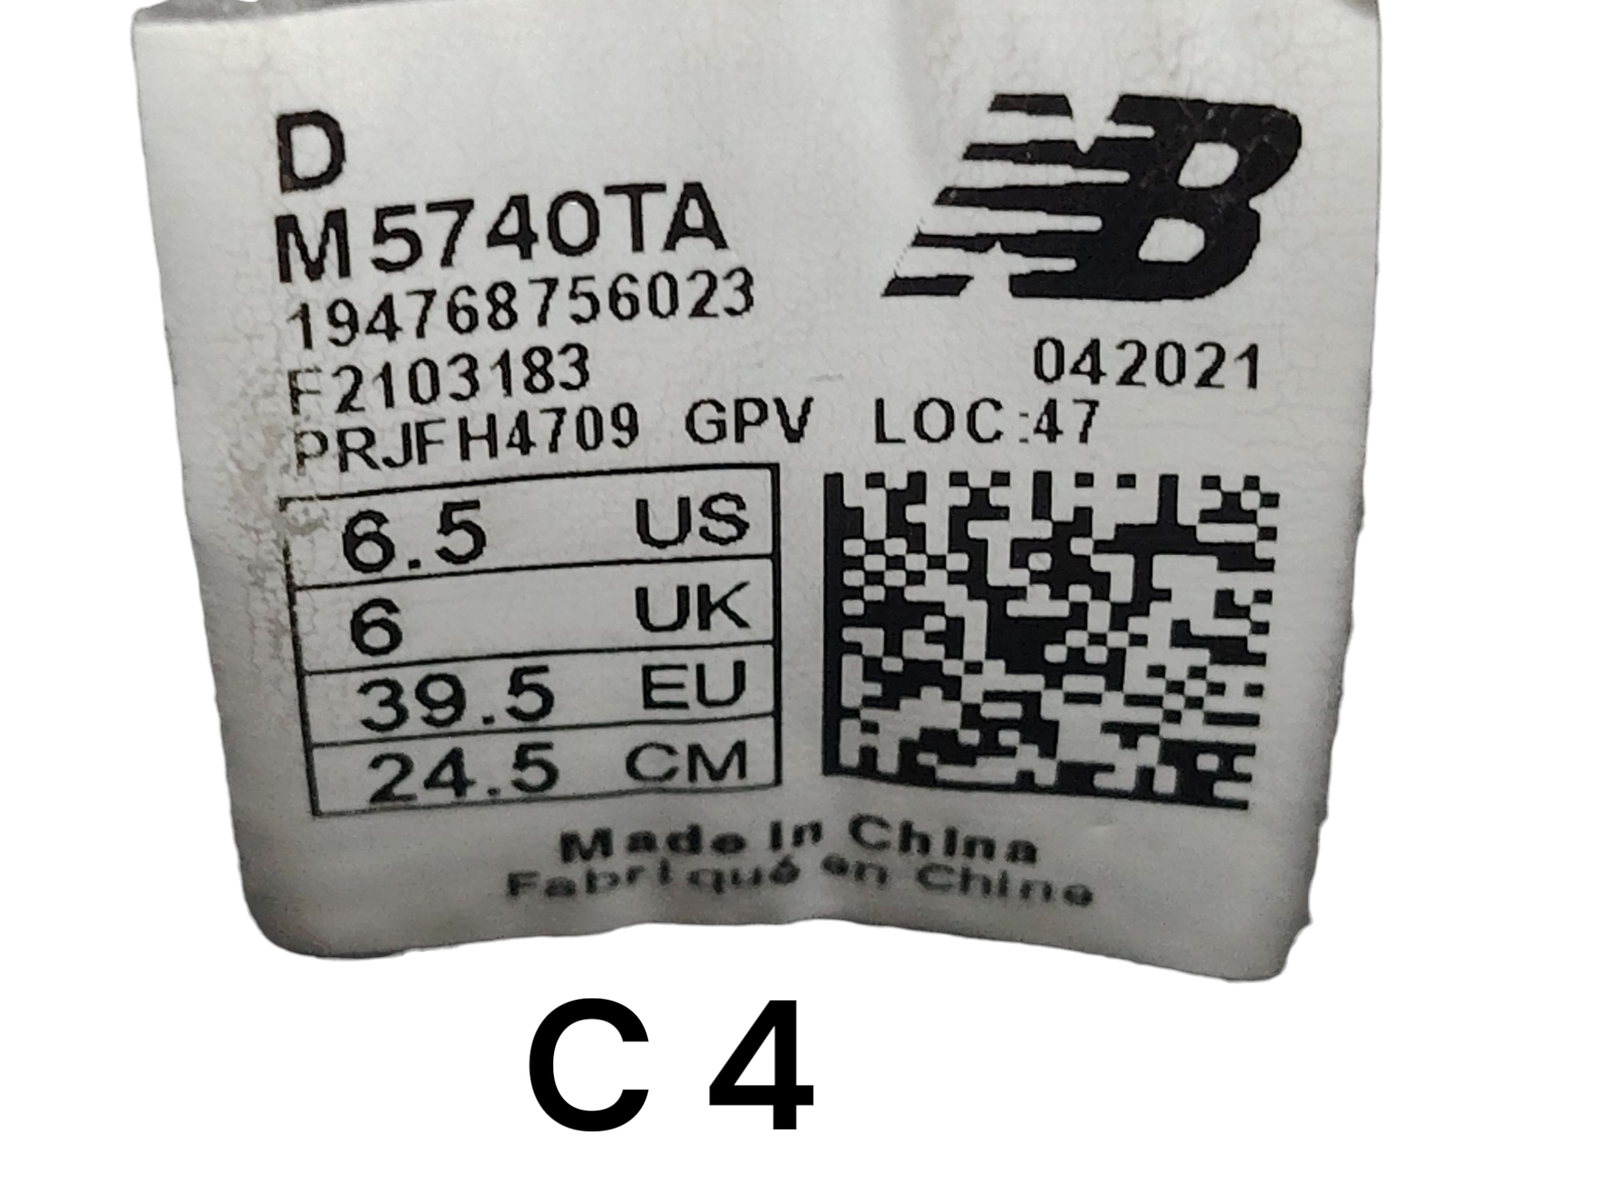 D
NB
M5740TA
194768756023
F2103183
042021
PRJFH4709 GPV LOC:47
6.5 US
6 UK
39.5 EU
24.5 CM
Made in China
Fabriqué en Chine
C 4